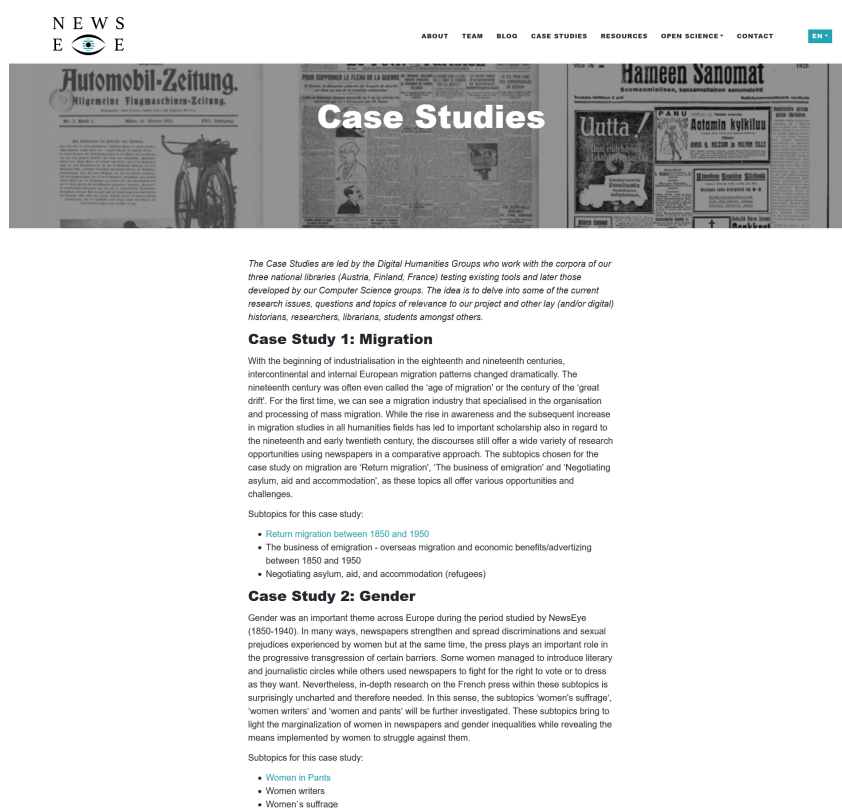 NEWS
EYE
ABOUT TEAM BLOG CASE STUDIES RESOURCES OPEN SCIENCE CONTACT EN
Automobil-Zeitung.
Allgemeine Flugmaschinen-Zeitung.
POUR SUPPRIMER LE FLEAU DE LA GUERRE
Hämeen Sanomat
1928
Suomenmielinen, kansanvaltainen sanomalehti
Case Studies
Uutta!
PANU
Aatamin kylkiluu
Hämeen Sanomain
The Case Studies are led by the Digital Humanities Groups who work with the corpora of our
three national libraries (Austria, Finland, France) testing existing tools and later those
developed by our Computer Science groups. The idea is to delve into some of the current
research issues, questions and topics of relevance to our project and other lay (and/or digital)
historians, researchers, librarians, students amongst others.
Case Study 1: Migration
With the beginning of industrialisation in the eighteenth and nineteenth centuries,
intercontinental and internal European migration patterns changed dramatically. The
nineteenth century was often even called the 'age of migration' or the century of the 'great
drift'. For the first time, we can see a migration industry that specialised in the organisation
and processing of mass migration. While the rise in awareness and the subsequent increase
in migration studies in all humanities fields has led to important scholarship also in regard to
the nineteenth and early twentieth century, the discourses still offer a wide variety of research
opportunities using newspapers in a comparative approach. The subtopics chosen for the
case study on migration are 'Return migration', 'The business of emigration' and 'Negotiating
asylum, aid and accommodation', as these topics all offer various opportunities and
challenges.
Subtopics for this case study:
• Return migration between 1850 and 1950
• The business of emigration - overseas migration and economic benefits/advertizing
between 1850 and 1950
• Negotiating asylum, aid, and accommodation (refugees)
Case Study 2: Gender
Gender was an important theme across Europe during the period studied by NewsEye
(1850-1940). In many ways, newspapers strengthen and spread discriminations and sexual
prejudices experienced by women but at the same time, the press plays an important role in
the progressive transgression of certain barriers. Some women managed to introduce literary
and journalistic circles while others used newspapers to fight for the right to vote or to dress
as they want. Nevertheless, in-depth research on the French press within these subtopics is
surprisingly uncharted and therefore needed. In this sense, the subtopics 'women's suffrage',
'women writers' and 'women and pants' will be further investigated. These subtopics bring to
light the marginalization of women in newspapers and gender inequalities while revealing the
means implemented by women to struggle against them.
Subtopics for this case study:
• Women in Pants
• Women writers
• Women`s suffrage